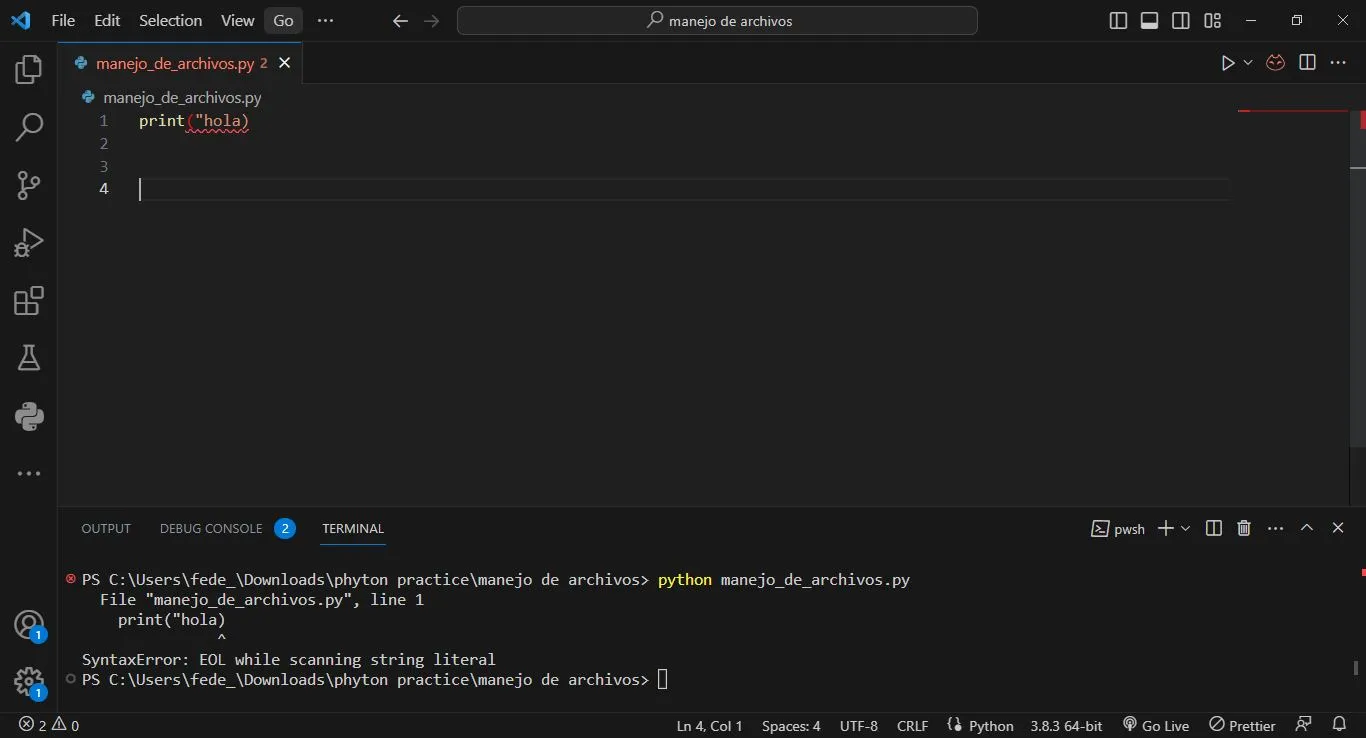 File Edit Selection View Go ··· manejo de archivos
manejo_de_archivos.py 2
manejo_de_archivos.py
1 print("hola)
2
3
4
OUTPUT DEBUG CONSOLE 2 TERMINAL pwsh
PS C:\Users\fede_\Downloads\phyton practice\manejo de archivos> python manejo_de_archivos.py
File "manejo_de_archivos.py", line 1
print("hola)
^
SyntaxError: EOL while scanning string literal
PS C:\Users\fede_\Downloads\phyton practice\manejo de archivos>
1
1
2 0 Ln 4, Col 1 Spaces: 4 UTF-8 CRLF Python 3.8.3 64-bit Go Live Prettier